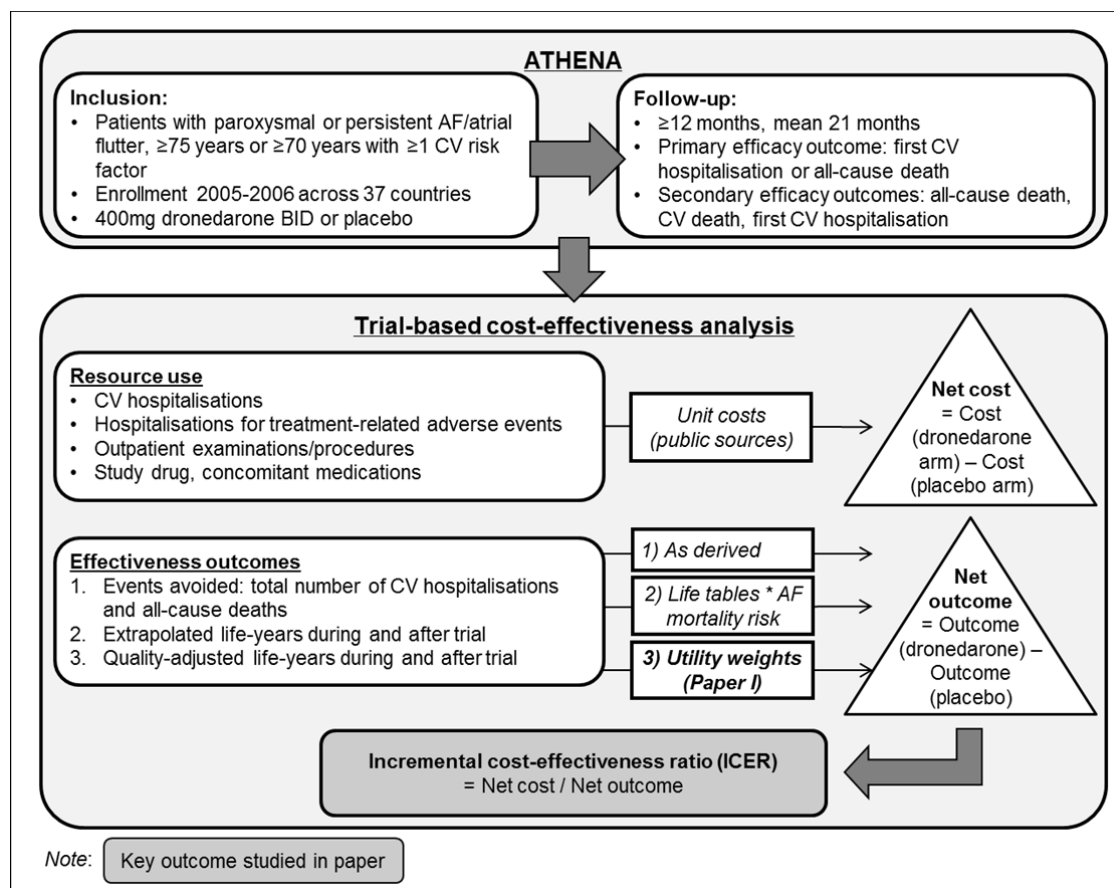 ATHENA
Inclusion:
• Patients with paroxysmal or persistent AF/atrial
flutter, ≥75 years or ≥70 years with ≥1 CV risk
factor
• Enrollment 2005-2006 across 37 countries
• 400mg dronedarone BID or placebo
Follow-up:
• ≥12 months, mean 21 months
• Primary efficacy outcome: first CV
hospitalisation or all-cause death
• Secondary efficacy outcomes: all-cause death,
CV death, first CV hospitalisation
Trial-based cost-effectiveness analysis
Resource use
• CV hospitalisations
• Hospitalisations for treatment-related adverse events
• Outpatient examinations/procedures
• Study drug, concomitant medications
Unit costs
(public sources)
Net cost
= Cost
(dronedarone
arm) – Cost
(placebo
arm)
Effectiveness outcomes
1. Events avoided: total number of CV hospitalisations
and all-cause deaths
2. Extrapolated life-years during and after trial
3. Quality-adjusted life-years during and after trial
1) As derived
2) Life tables * AF
mortality risk
3) Utility weights
(Paper I)
Net
outcome
= Outcome
(dronedarone) –
Outcome
(placebo)
Incremental cost-effectiveness ratio (ICER)
= Net cost / Net outcome
Note:
Key outcome studied in paper